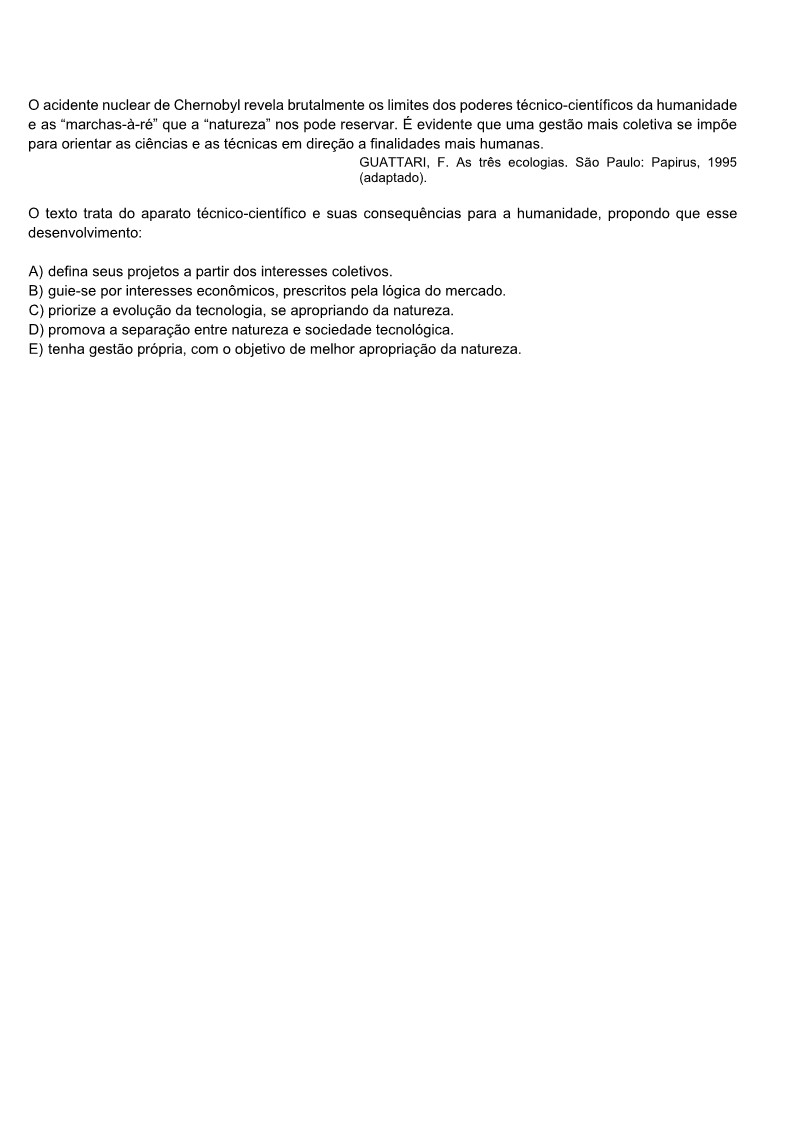 O acidente nuclear de Chernobyl revela brutalmente os limites dos poderes técnico-científicos da humanidade
e as “marchas-à-ré” que a “natureza” nos pode reservar. É evidente que uma gestão mais coletiva se impõe
para orientar as ciências e as técnicas em direção a finalidades mais humanas.
GUATTARI, F. As três ecologias. São Paulo: Papirus, 1995
(adaptado).
O texto trata do aparato técnico-científico e suas consequências para a humanidade, propondo que esse
desenvolvimento:
A) defina seus projetos a partir dos interesses coletivos.
B) guie-se por interesses econômicos, prescritos pela lógica do mercado.
C) priorize a evolução da tecnologia, se apropriando da natureza.
D) promova a separação entre natureza e sociedade tecnológica.
E) tenha gestão própria, com o objetivo de melhor apropriação da natureza.